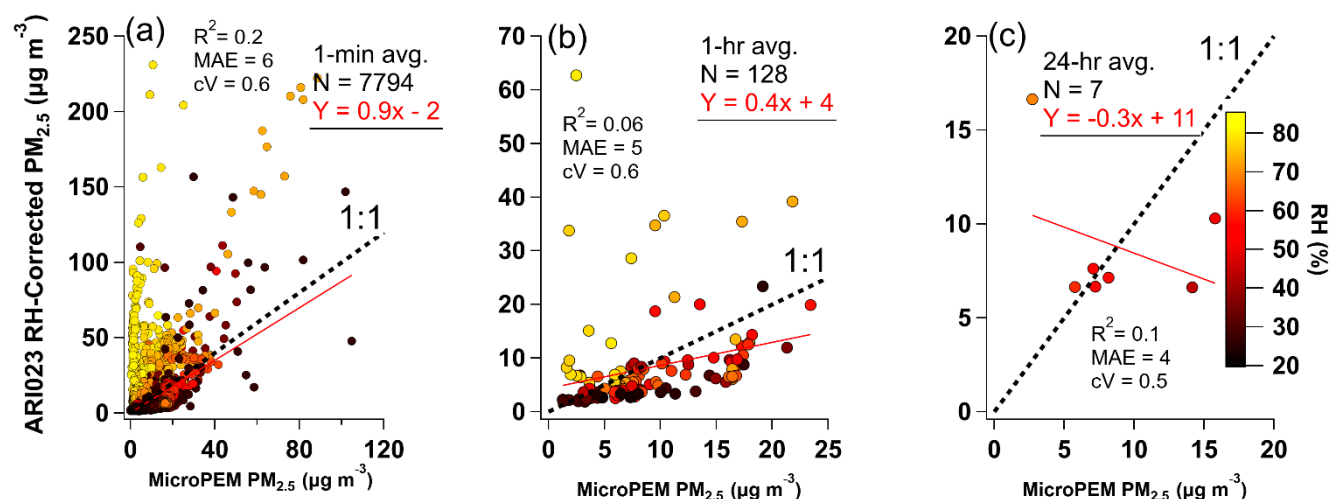 ARI023 RH-Corrected PM2.5 (µg m-3)
(a)
R2= 0.2
MAE = 6
cV = 0.6
1-min avg.
N = 7794
Y = 0.9x - 2
1:1
250
200
150
100
50
0
0
40
80
120
MicroPEM PM2.5 (µg m-3)
(b)
1-hr avg.
N = 128
Y = 0.4x + 4
R2= 0.06
MAE = 5
cV = 0.6
1:1
70
60
50
40
30
20
10
0
0
5
10
15
20
25
MicroPEM PM2.5 (µg m-3)
(c)
24-hr avg.
N = 7
Y = -0.3x + 11
1:1
R2= 0.1
MAE = 4
cV = 0.5
20
15
10
5
0
0
5
10
15
20
MicroPEM PM2.5 (µg m-3)
80
70
60
50
40
30
20
RH (%)